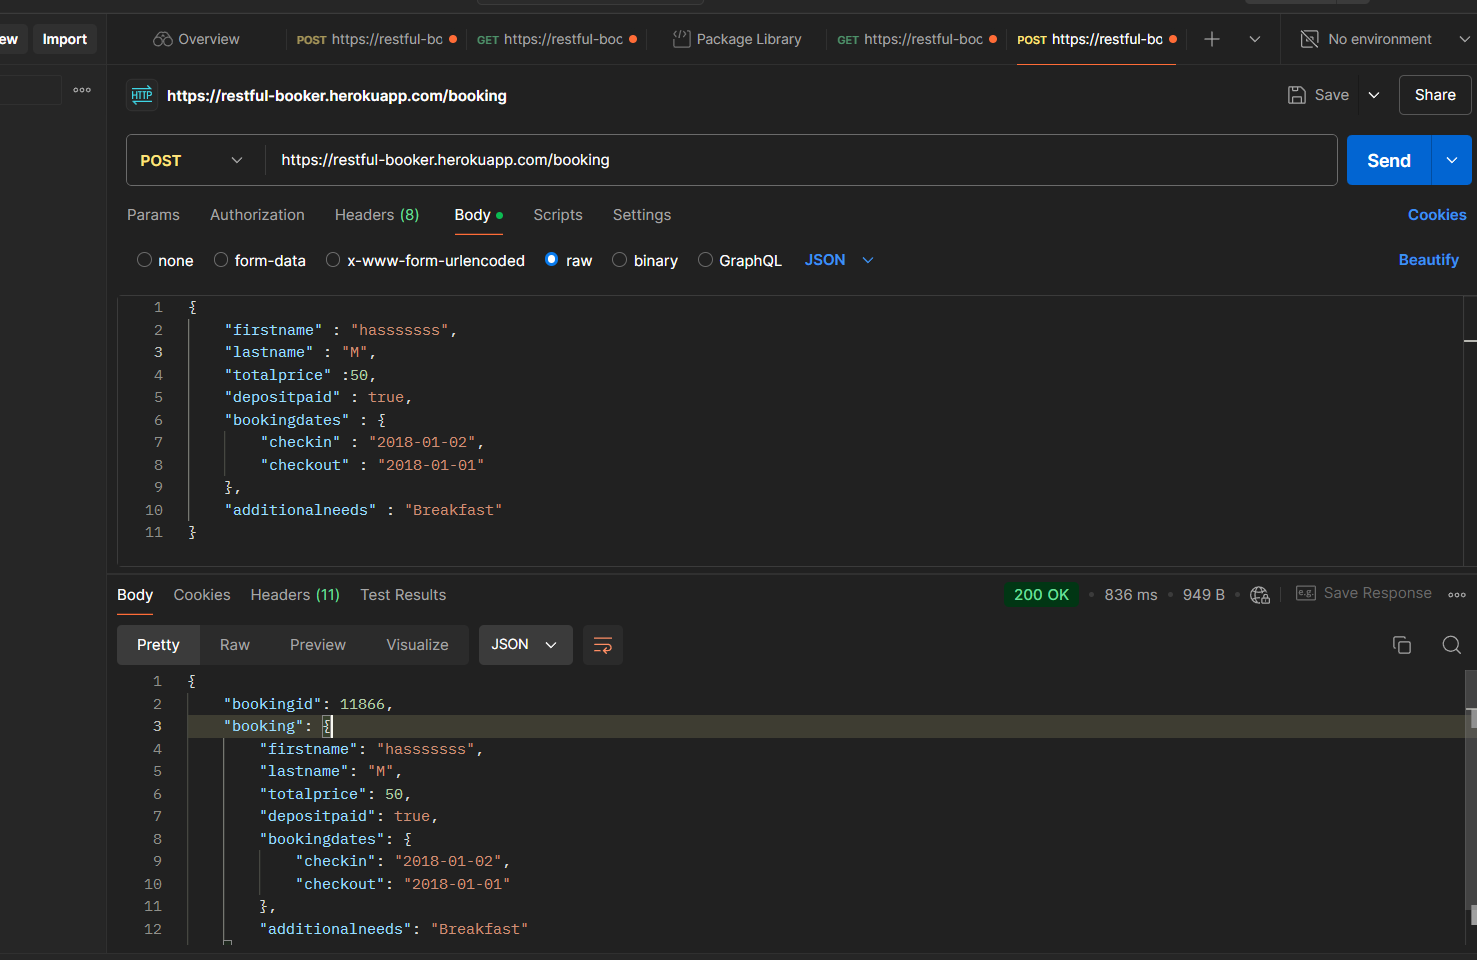 ew Import Overview POST https://restful-bo GET https://restful-boo Package Library GET https://restful-boo POST https://restful-bo No environment
HTTP https://restful-booker.herokuapp.com/booking Save Share
POST https://restful-booker.herokuapp.com/booking Send
Params Authorization Headers (8) Body Scripts Settings Cookies
none form-data x-www-form-urlencoded raw binary GraphQL JSON Beautify
1 {
2 "firstname" : "hasssssss",
3 "lastname" : "M",
4 "totalprice" :50,
5 "depositpaid" : true,
6 "bookingdates" : {
7 "checkin" : "2018-01-02",
8 "checkout" : "2018-01-01"
9 },
10 "additionalneeds" : "Breakfast"
11 }
Body Cookies Headers (11) Test Results 200 OK • 836 ms • 949 B • e.g. Save Response
Pretty Raw Preview Visualize JSON
1 {
2 "bookingid": 11866,
3 "booking": {
4 "firstname": "hasssssss",
5 "lastname": "M",
6 "totalprice": 50,
7 "depositpaid": true,
8 "bookingdates": {
9 "checkin": "2018-01-02",
10 "checkout": "2018-01-01"
11 },
12 "additionalneeds": "Breakfast"